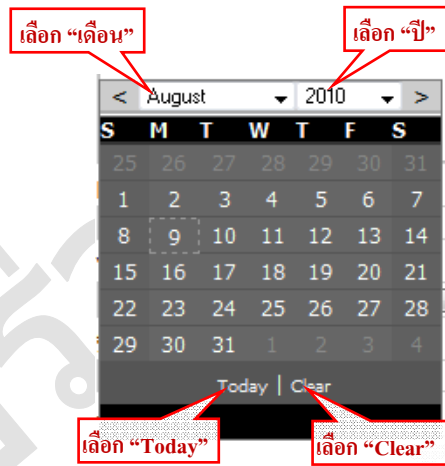 เลือก “เดือน” เลือก “ปี”
< August 2010 >
S M T W T F S
25 26 27 28 29 30 31
1 2 3 4 5 6 7
8 9 10 11 12 13 14
15 16 17 18 19 20 21
22 23 24 25 26 27 28
29 30 31 1 2 3 4
Today | Clear
เลือก “Today” เลือก “Clear”